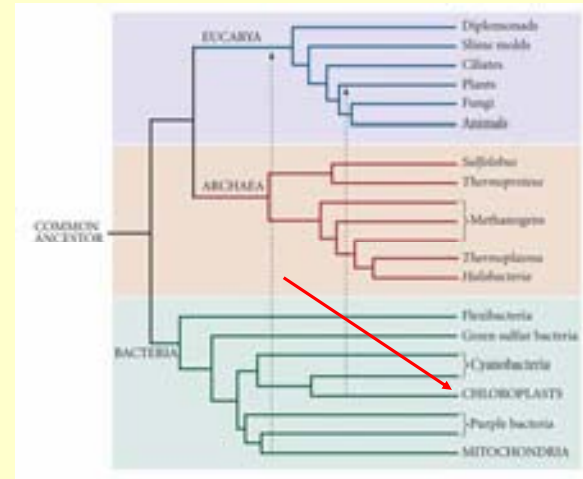 EUCARYA
Diplomonads
Slime molds
Ciliates
Plants
Fungi
Animals
ARCHAEA
Sulfolobus
Thermoproteus
Methanogens
Thermoplasma
Halobacteria
COMMON
ANCESTOR
BACTERIA
Flexibacteria
Green sulfur bacteria
Cyanobacteria
CHLOROPLASTS
Purple bacteria
MITOCHONDRIA